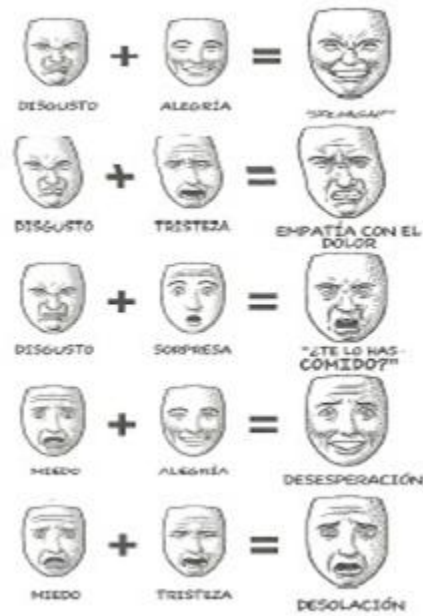 +
=
DISGUSTO
ALEGRÍA
+
=
DISGUSTO
TRISTEZA
EMPATÍA CON EL
DOLOR
+
=
DISGUSTO
SORPRESA
"¿TE LO HAS
COMIDO?"
+
=
MIEDO
ALEGRÍA
DESESPERACIÓN
+
=
MIEDO
TRISTEZA
DESOLACIÓN